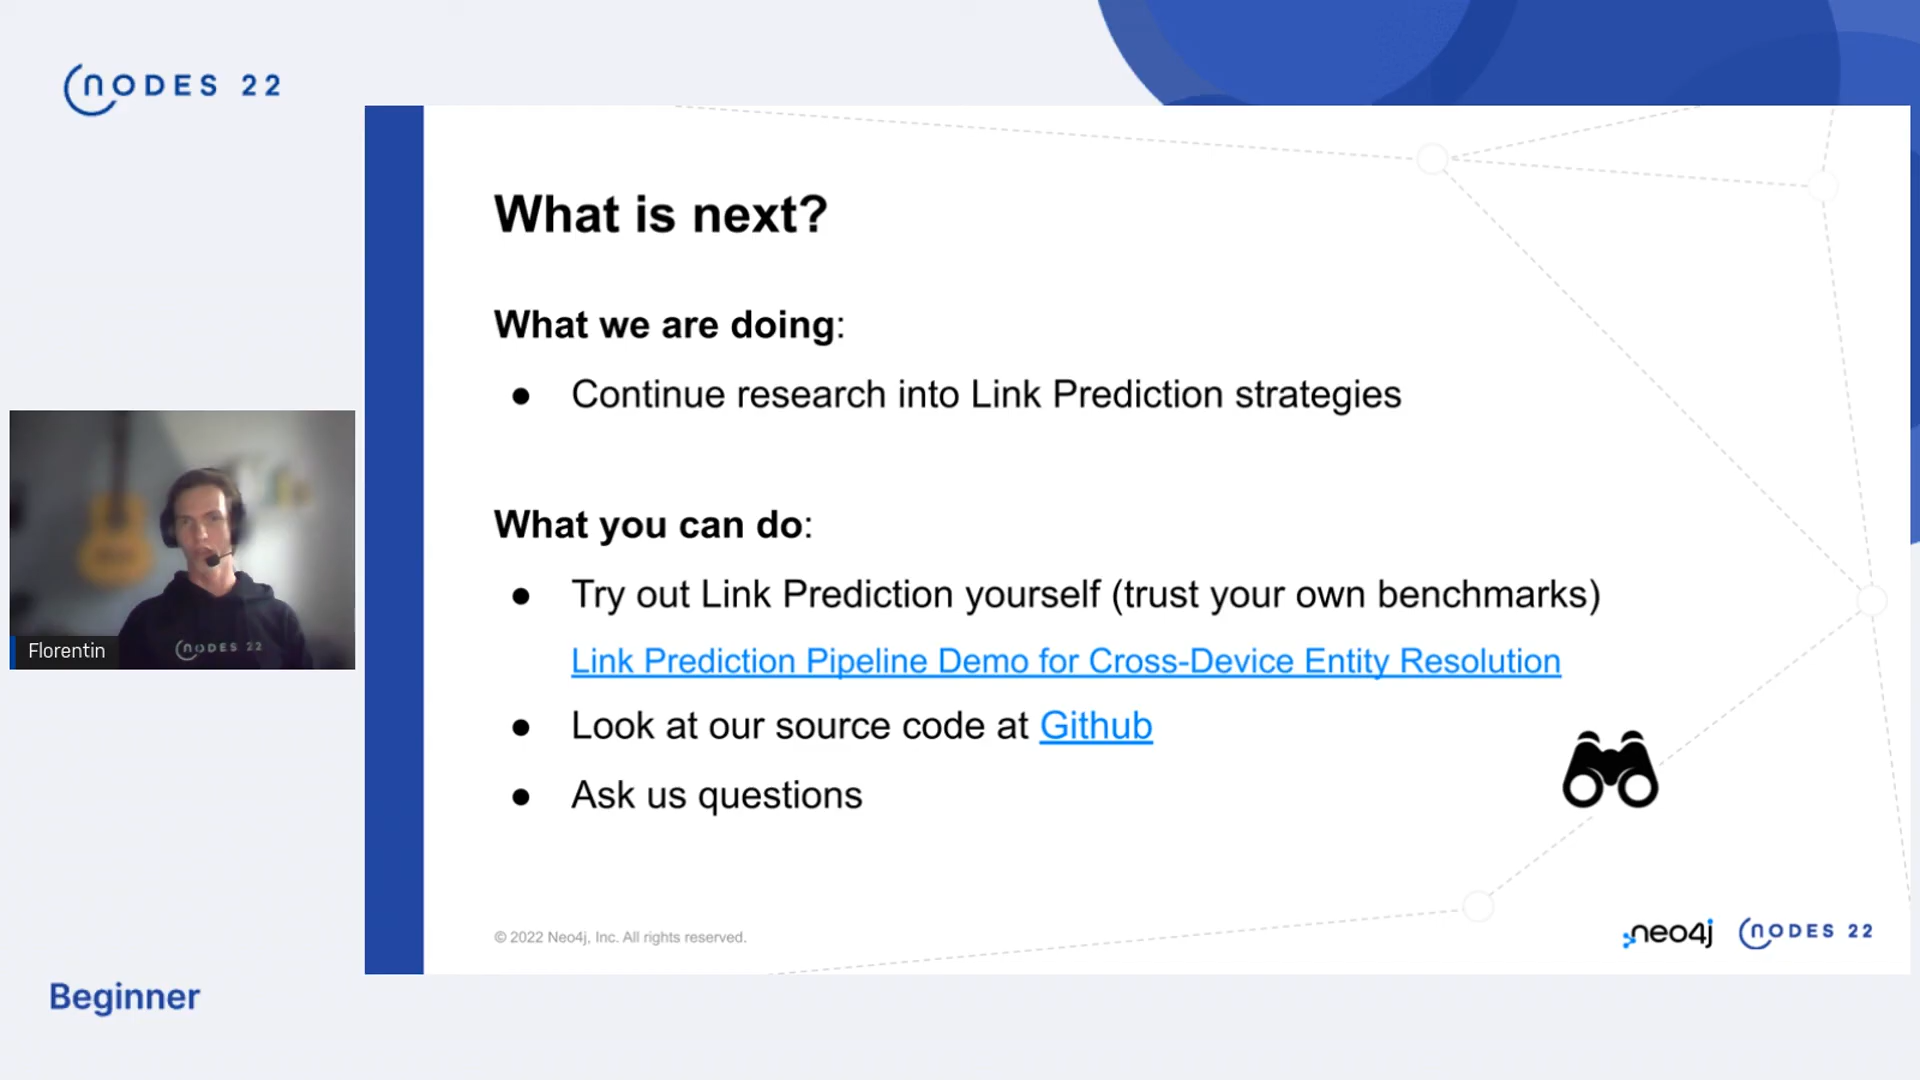 NODES 22
What is next?
What we are doing:
● Continue research into Link Prediction strategies
What you can do:
● Try out Link Prediction yourself (trust your own benchmarks)
Link Prediction Pipeline Demo for Cross-Device Entity Resolution
● Look at our source code at Github
● Ask us questions
Florentin
NODES 22
© 2022 Neo4j, Inc. All rights reserved.
neo4j
NODES 22
Beginner